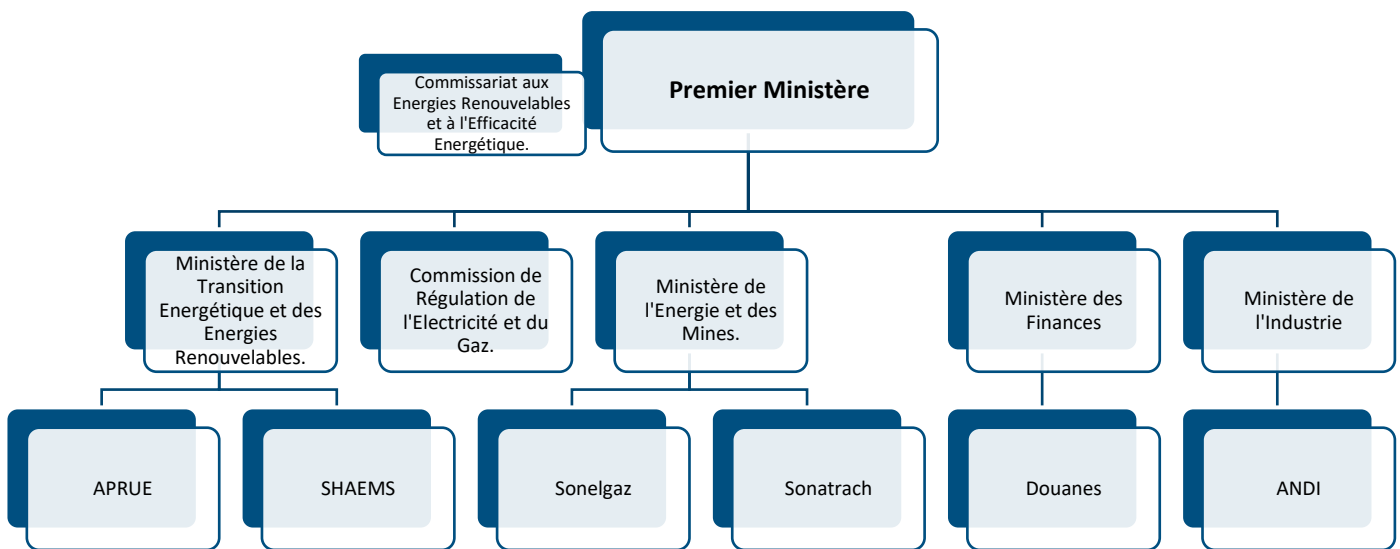 Commissariat aux
Energies Renouvelables
et à l'Efficacité
Energétique.
Premier Ministère
Ministère de la
Transition
Energétique et des
Energies
Renouvelables.
Commission de
Régulation de
l'Electricité et du
Gaz.
Ministère de
l'Energie et des
Mines.
Ministère des
Finances
Ministère de
l'Industrie
APRUE
SHAEMS
Sonelgaz
Sonatrach
Douanes
ANDI